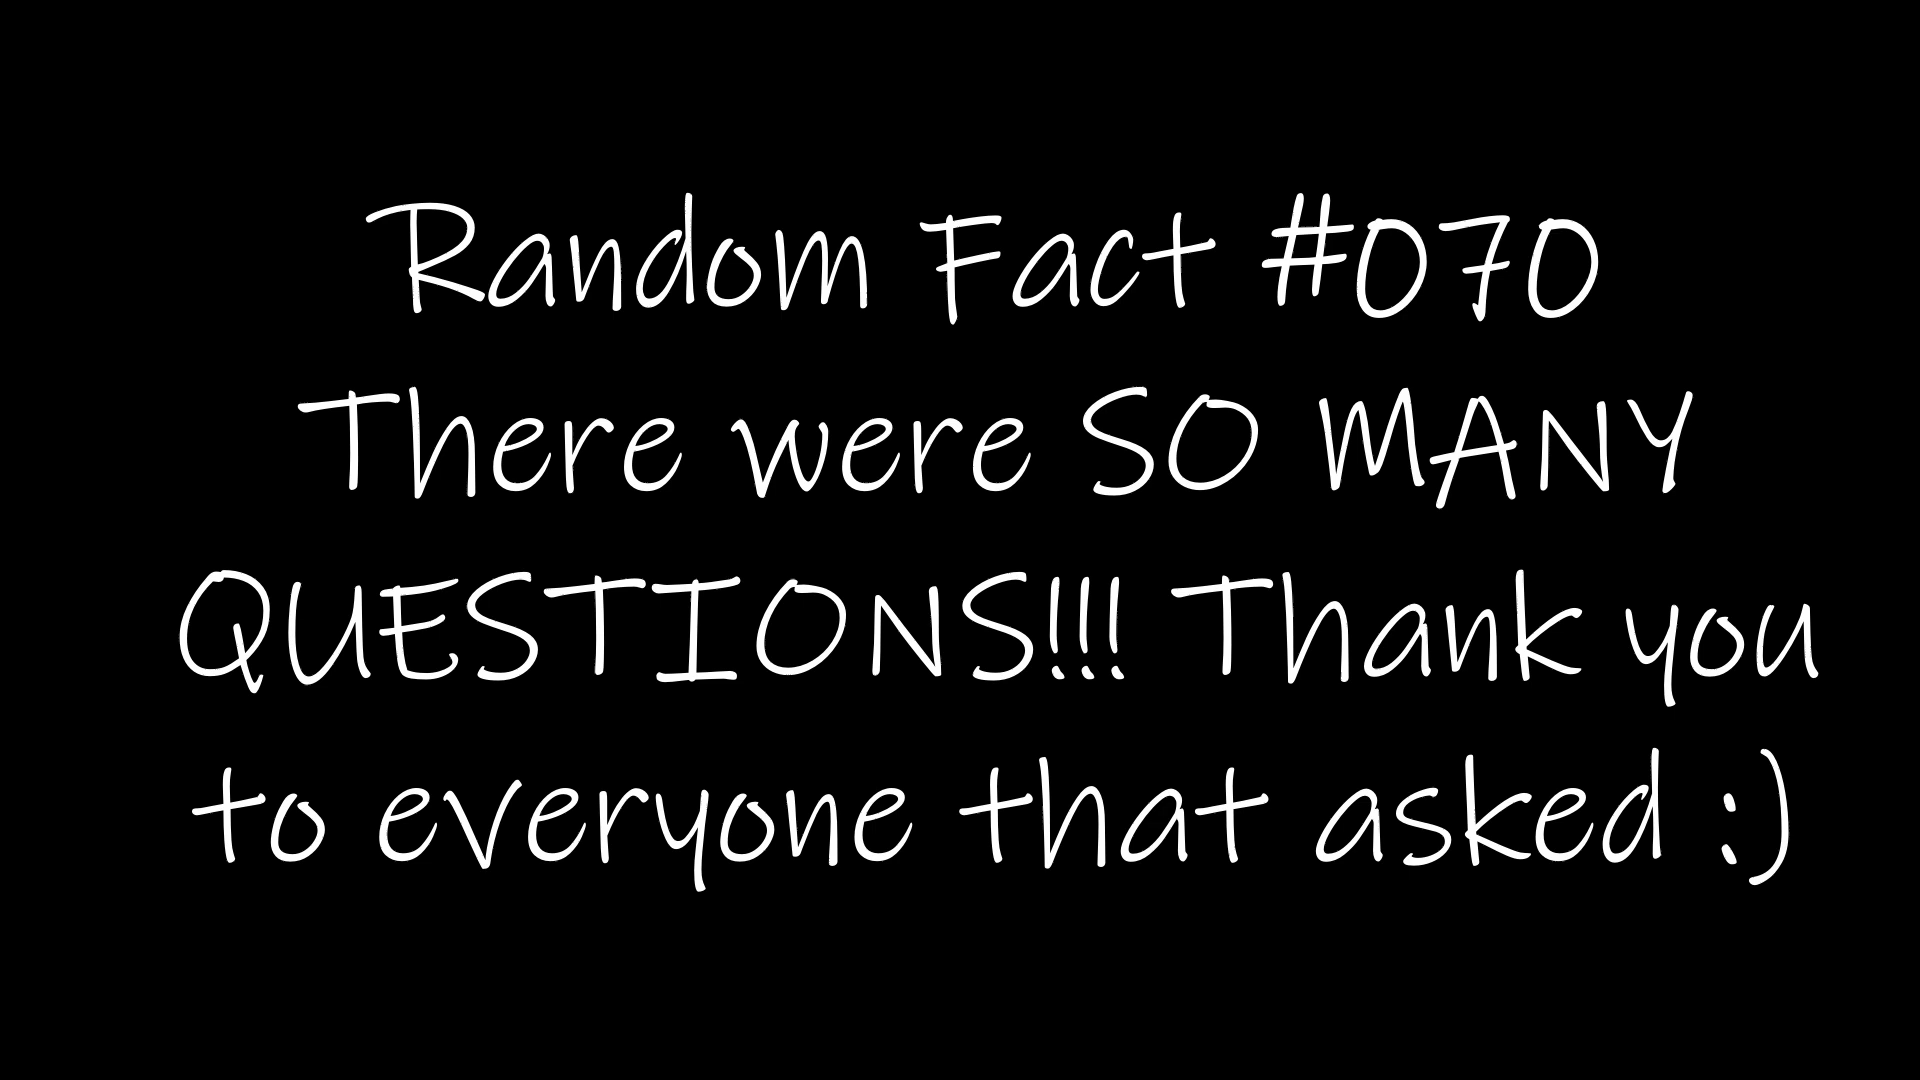 Random Fact #070
There were SO MANY
QUESTIONS!!! Thank you
to everyone that asked :)